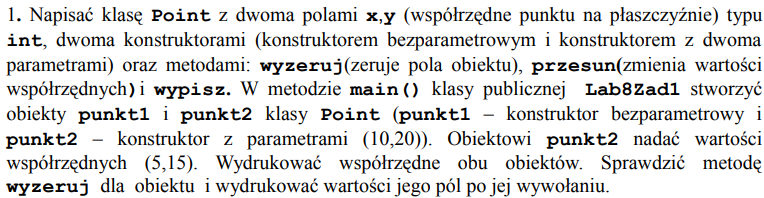 1. Napisać klasę Point z dwoma polami x,y (współrzędne punktu na płaszczyźnie) typu
int, dwoma konstruktorami (konstruktorem bezparametrowym i konstruktorem z dwoma
parametrami) oraz metodami: wyzeruj(zeruje pola obiektu), przesun(zmienia wartości
współrzędnych)i wypisz. W metodzie main() klasy publicznej Lab8Zad1 stworzyć
obiekty punkt1 i punkt2 klasy Point (punkt1 – konstruktor bezparametrowy i
punkt2 – konstruktor z parametrami (10,20)). Obiektowi punkt2 nadać wartości
współrzędnych (5,15). Wydrukować współrzędne obu obiektów. Sprawdzić metodę
wyzeruj dla obiektu i wydrukować wartości jego pól po jej wywołaniu.